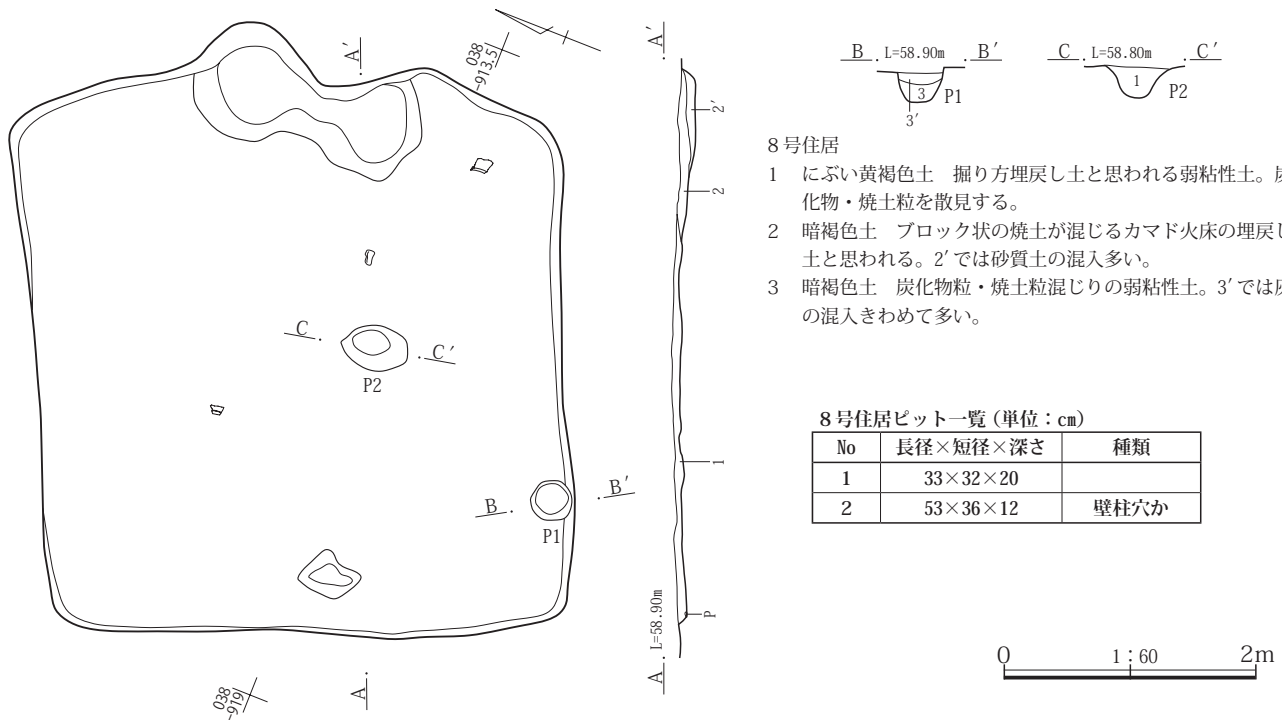 A′
038
-913.5
A′
B L=58.90m B′
3 P1
3′
C L=58.80m C′
1 P2
2′
2
1
P
L=58.90m
A
C
C′
P2
B
B′
P1
A
038
-919
8号住居
1 にぶい黄褐色土 掘り方埋戻し土と思われる弱粘性土。炭
化物・焼土粒を散見する。
2 暗褐色土 ブロック状の焼土が混じるカマド火床の埋戻し
土と思われる。2′では砂質土の混入多い。
3 暗褐色土 炭化物粒・焼土粒混じりの弱粘性土。3′では
の混入きわめて多い。
8号住居ピット一覧(単位:cm)
No 長径×短径×深さ 種類
1 33×32×20
2 53×36×12 壁柱穴か
0 1:60 2m